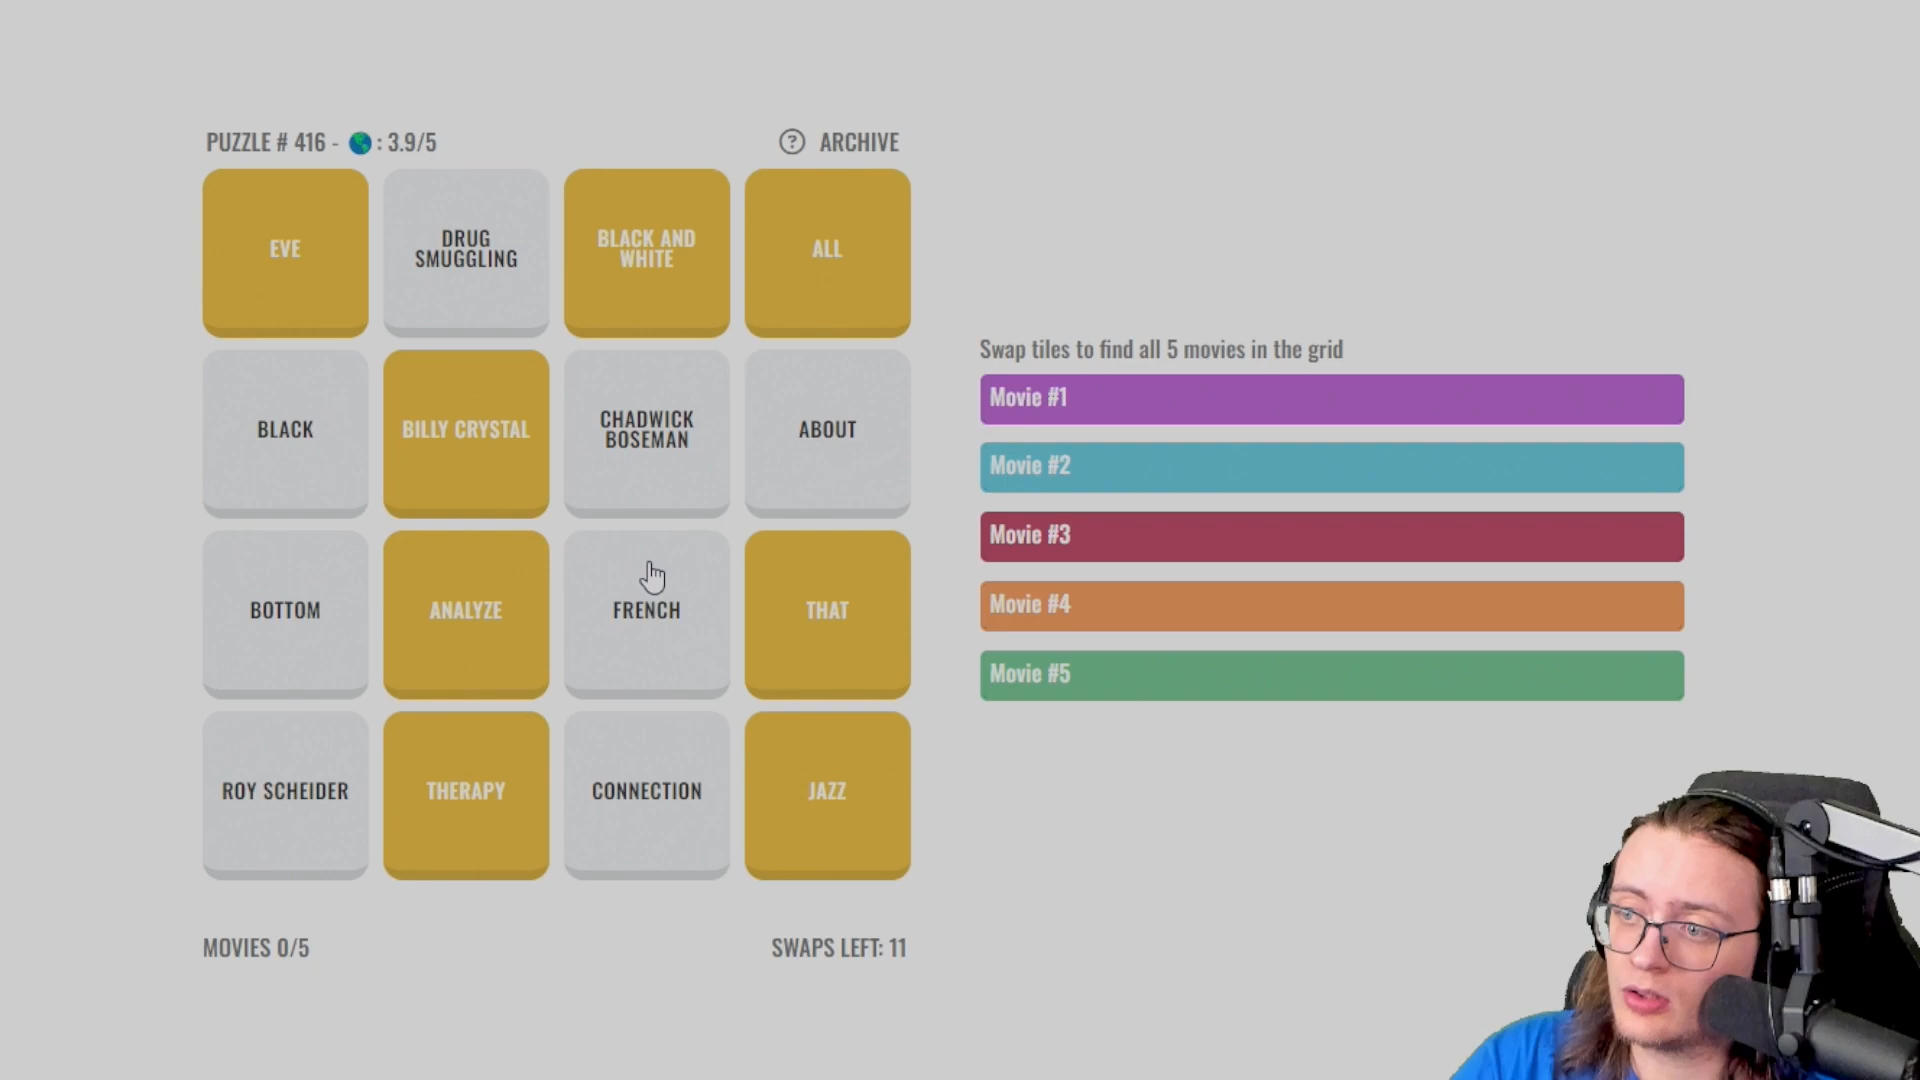 PUZZLE # 416 - : 3.9/5
? ARCHIVE
EVE
DRUG
SMUGGLING
BLACK AND
WHITE
ALL
BLACK
BILLY CRYSTAL
CHADWICK
BOSEMAN
ABOUT
BOTTOM
ANALYZE
FRENCH
THAT
ROY SCHEIDER
THERAPY
CONNECTION
JAZZ
MOVIES 0/5
SWAPS LEFT: 11
Swap tiles to find all 5 movies in the grid
Movie #1
Movie #2
Movie #3
Movie #4
Movie #5